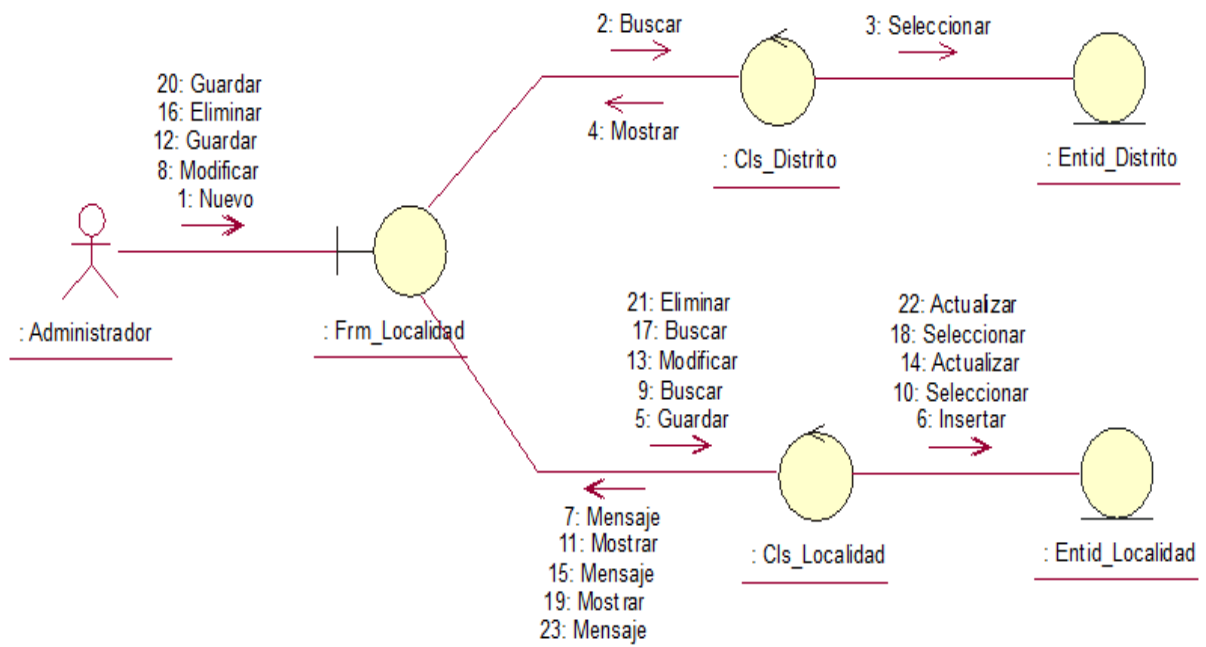 2: Buscar
3: Seleccionar
4: Mostrar
: Cls_Distrito
: Entid_Distrito
20: Guardar
16: Eliminar
12: Guardar
8: Modificar
1: Nuevo
: Administrador
: Frm_Localidad
21: Eliminar
17: Buscar
13: Modificar
9: Buscar
5: Guardar
22: Actualizar
18: Seleccionar
14: Actualizar
10: Seleccionar
6: Insertar
7: Mensaje
11: Mostrar
15: Mensaje
19: Mostrar
23: Mensaje
: Cls_Localidad
: Entid_Localidad